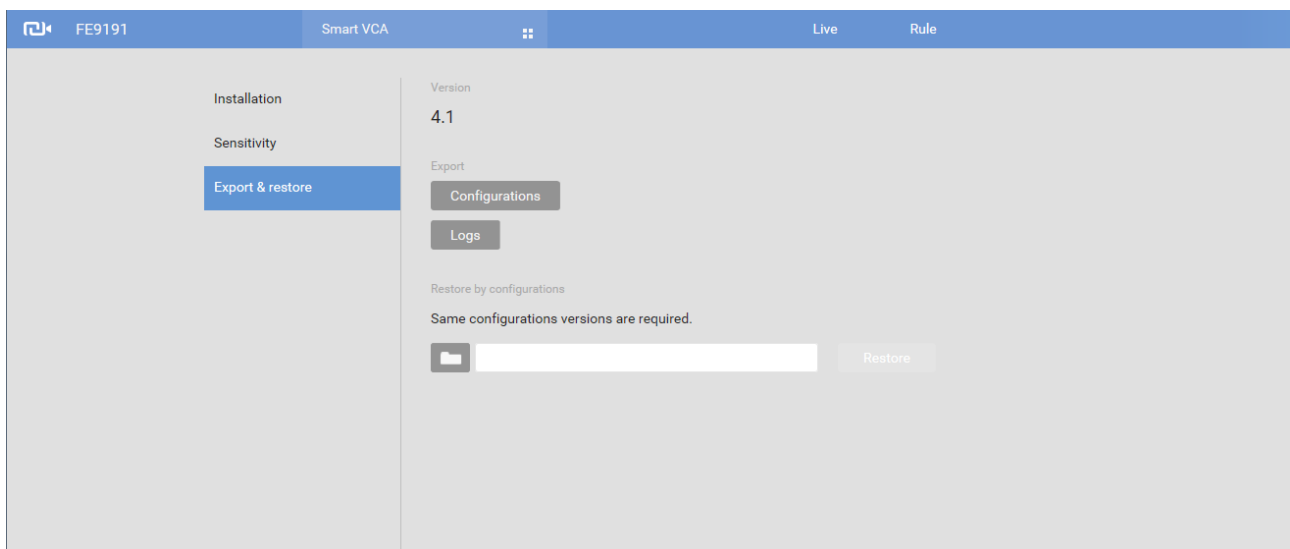 FE9191 Smart VCA Live Rule
Installation
Sensitivity
Export & restore
Version
4.1
Export
Configurations
Logs
Restore by configurations
Same configurations versions are required.
Restore